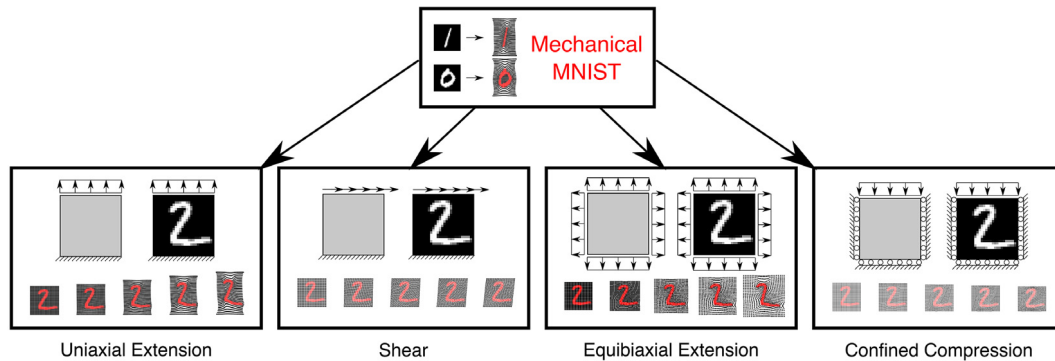 Mechanical
MNIST
Uniaxial Extension
Shear
Equibiaxial Extension
Confined Compression